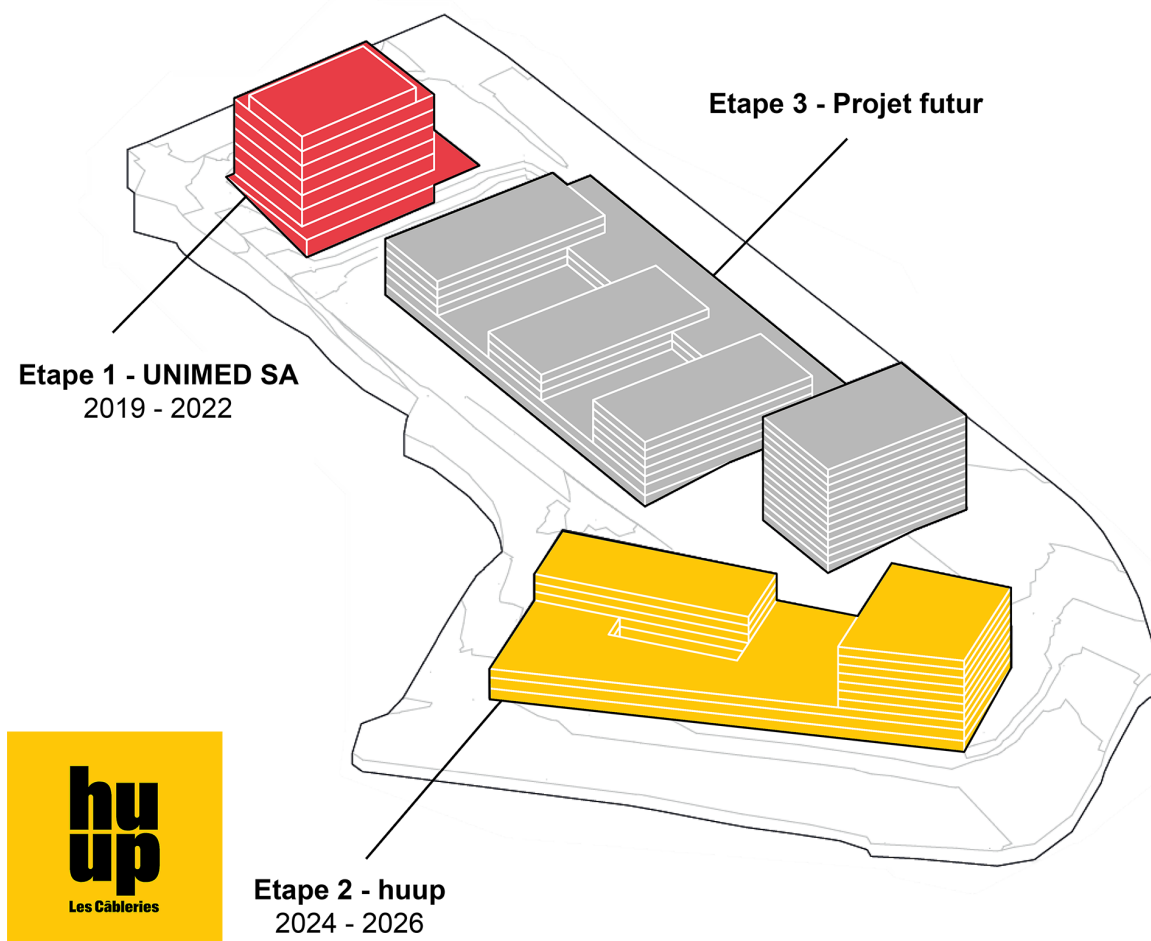 Etape 3 - Projet futur
Etape 1 - UNIMED SA
2019 - 2022
hu
up
Les Câbleries
Etape 2 - huup
2024 - 2026